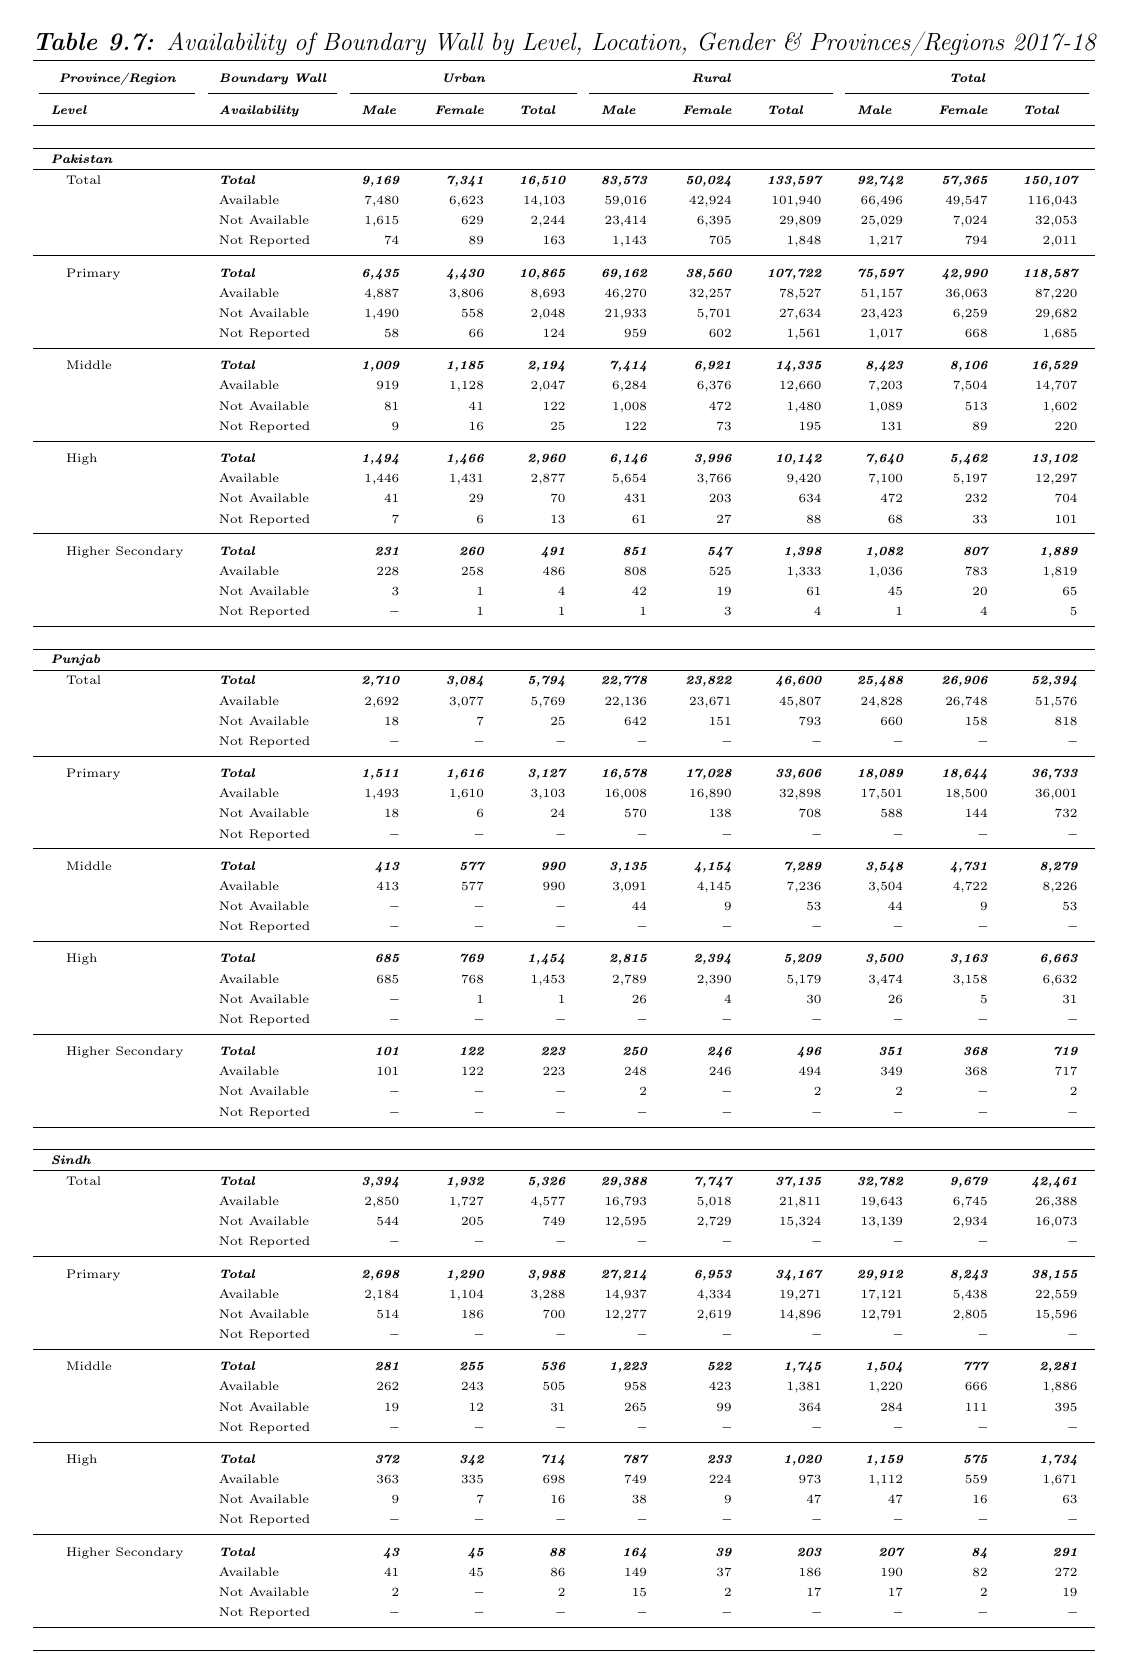 Table 9.7: Availability of Boundary Wall by Level, Location, Gender & Provinces/Regions 2017-18
Province/Region Boundary Wall Urban Rural Total
Level Availability Male Female Total Male Female Total Male Female Total
Pakistan
Total Total 9,169 7,341 16,510 83,573 50,024 133,597 92,742 57,365 150,107
Available 7,480 6,623 14,103 59,016 42,924 101,940 66,496 49,547 116,043
Not Available 1,615 629 2,244 23,414 6,395 29,809 25,029 7,024 32,053
Not Reported 74 89 163 1,143 705 1,848 1,217 794 2,011
Primary Total 6,435 4,430 10,865 69,162 38,560 107,722 75,597 42,990 118,587
Available 4,887 3,806 8,693 46,270 32,257 78,527 51,157 36,063 87,220
Not Available 1,490 558 2,048 21,933 5,701 27,634 23,423 6,259 29,682
Not Reported 58 66 124 959 602 1,561 1,017 668 1,685
Middle Total 1,009 1,185 2,194 7,414 6,921 14,335 8,423 8,106 16,529
Available 919 1,128 2,047 6,284 6,376 12,660 7,203 7,504 14,707
Not Available 81 41 122 1,008 472 1,480 1,089 513 1,602
Not Reported 9 16 25 122 73 195 131 89 220
High Total 1,494 1,466 2,960 6,146 3,996 10,142 7,640 5,462 13,102
Available 1,446 1,431 2,877 5,654 3,766 9,420 7,100 5,197 12,297
Not Available 41 29 70 431 203 634 472 232 704
Not Reported 7 6 13 61 27 88 68 33 101
Higher Secondary Total 231 260 491 851 547 1,398 1,082 807 1,889
Available 228 258 486 808 525 1,333 1,036 783 1,819
Not Available 3 1 4 42 19 61 45 20 65
Not Reported – 1 1 1 3 4 1 4 5
Punjab
Total Total 2,710 3,084 5,794 22,778 23,822 46,600 25,488 26,906 52,394
Available 2,692 3,077 5,769 22,136 23,671 45,807 24,828 26,748 51,576
Not Available 18 7 25 642 151 793 660 158 818
Not Reported – – – – – – – – –
Primary Total 1,511 1,616 3,127 16,578 17,028 33,606 18,089 18,644 36,733
Available 1,493 1,610 3,103 16,008 16,890 32,898 17,501 18,500 36,001
Not Available 18 6 24 570 138 708 588 144 732
Not Reported – – – – – – – – –
Middle Total 413 577 990 3,135 4,154 7,289 3,548 4,731 8,279
Available 413 577 990 3,091 4,145 7,236 3,504 4,722 8,226
Not Available – – – 44 9 53 44 9 53
Not Reported – – – – – – – – –
High Total 685 769 1,454 2,815 2,394 5,209 3,500 3,163 6,663
Available 685 768 1,453 2,789 2,390 5,179 3,474 3,158 6,632
Not Available – 1 1 26 4 30 26 5 31
Not Reported – – – – – – – – –
Higher Secondary Total 101 122 223 250 246 496 351 368 719
Available 101 122 223 248 246 494 349 368 717
Not Available – – – 2 – 2 2 – 2
Not Reported – – – – – – – – –
Sindh
Total Total 3,394 1,932 5,326 29,388 7,747 37,135 32,782 9,679 42,461
Available 2,850 1,727 4,577 16,793 5,018 21,811 19,643 6,745 26,388
Not Available 544 205 749 12,595 2,729 15,324 13,139 2,934 16,073
Not Reported – – – – – – – – –
Primary Total 2,698 1,290 3,988 27,214 6,953 34,167 29,912 8,243 38,155
Available 2,184 1,104 3,288 14,937 4,334 19,271 17,121 5,438 22,559
Not Available 514 186 700 12,277 2,619 14,896 12,791 2,805 15,596
Not Reported – – – – – – – – –
Middle Total 281 255 536 1,223 522 1,745 1,504 777 2,281
Available 262 243 505 958 423 1,381 1,220 666 1,886
Not Available 19 12 31 265 99 364 284 111 395
Not Reported – – – – – – – – –
High Total 372 342 714 787 233 1,020 1,159 575 1,734
Available 363 335 698 749 224 973 1,112 559 1,671
Not Available 9 7 16 38 9 47 47 16 63
Not Reported – – – – – – – – –
Higher Secondary Total 43 45 88 164 39 203 207 84 291
Available 41 45 86 149 37 186 190 82 272
Not Available 2 – 2 15 2 17 17 2 19
Not Reported – – – – – – – – –